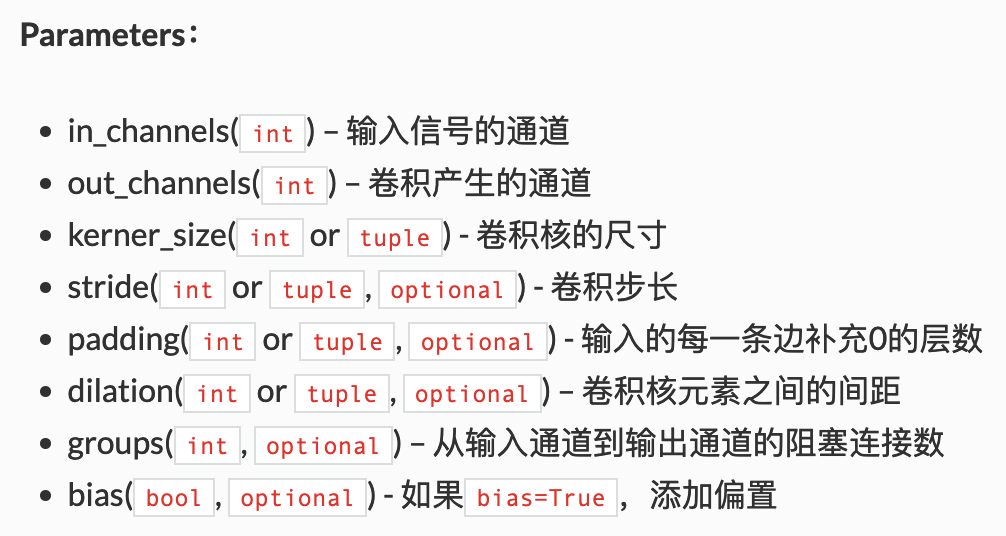 Parameters：
in_channels(int) – 输入信号的通道
out_channels(int) – 卷积产生的通道
kerner_size(int or tuple) - 卷积核的尺寸
stride(int or tuple, optional) - 卷积步长
padding(int or tuple, optional) - 输入的每一条边补充0的层数
dilation(int or tuple, optional) – 卷积核元素之间的间距
groups(int, optional) – 从输入通道到输出通道的阻塞连接数
bias(bool, optional) - 如果bias=True，添加偏置